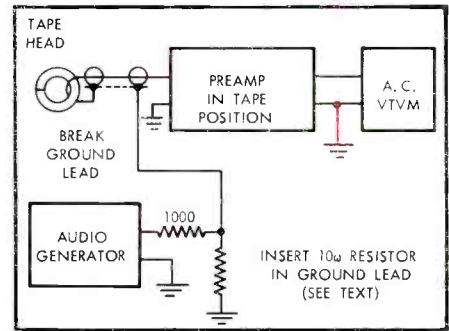 TAPE
HEAD
PREAMP
IN TAPE
POSITION
A. C.
VTVM
BREAK
GROUND
LEAD
1000
AUDIO
GENERATOR
INSERT 10ω RESISTOR
IN GROUND LEAD
(SEE TEXT)